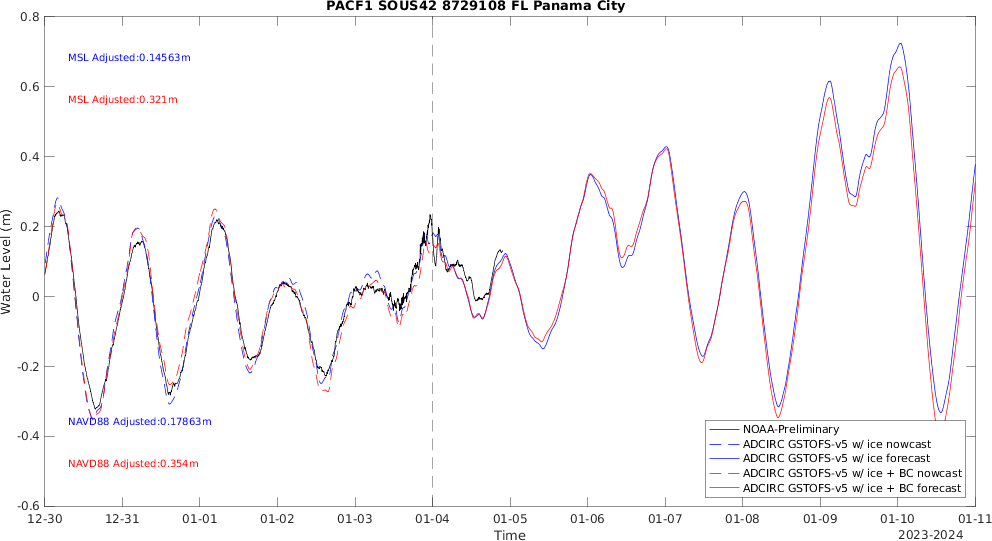 PACF1 SOUS42 8729108 FL Panama City
0.8
0.6
0.4
0.2
0
-0.2
-0.4
-0.6
Water Level (m)
MSL Adjusted:0.14563m
MSL Adjusted:0.321m
NAVD88 Adjusted:0.17863m
NAVD88 Adjusted:0.354m
NOAA-Preliminary
ADCIRC GSTOFS-v5 w/ ice nowcast
ADCIRC GSTOFS-v5 w/ ice forecast
ADCIRC GSTOFS-v5 w/ ice + BC nowcast
ADCIRC GSTOFS-v5 w/ ice + BC forecast
12-30 12-31 01-01 01-02 01-03 01-04 01-05 01-06 01-07 01-08 01-09 01-10 01-11
Time
2023-2024